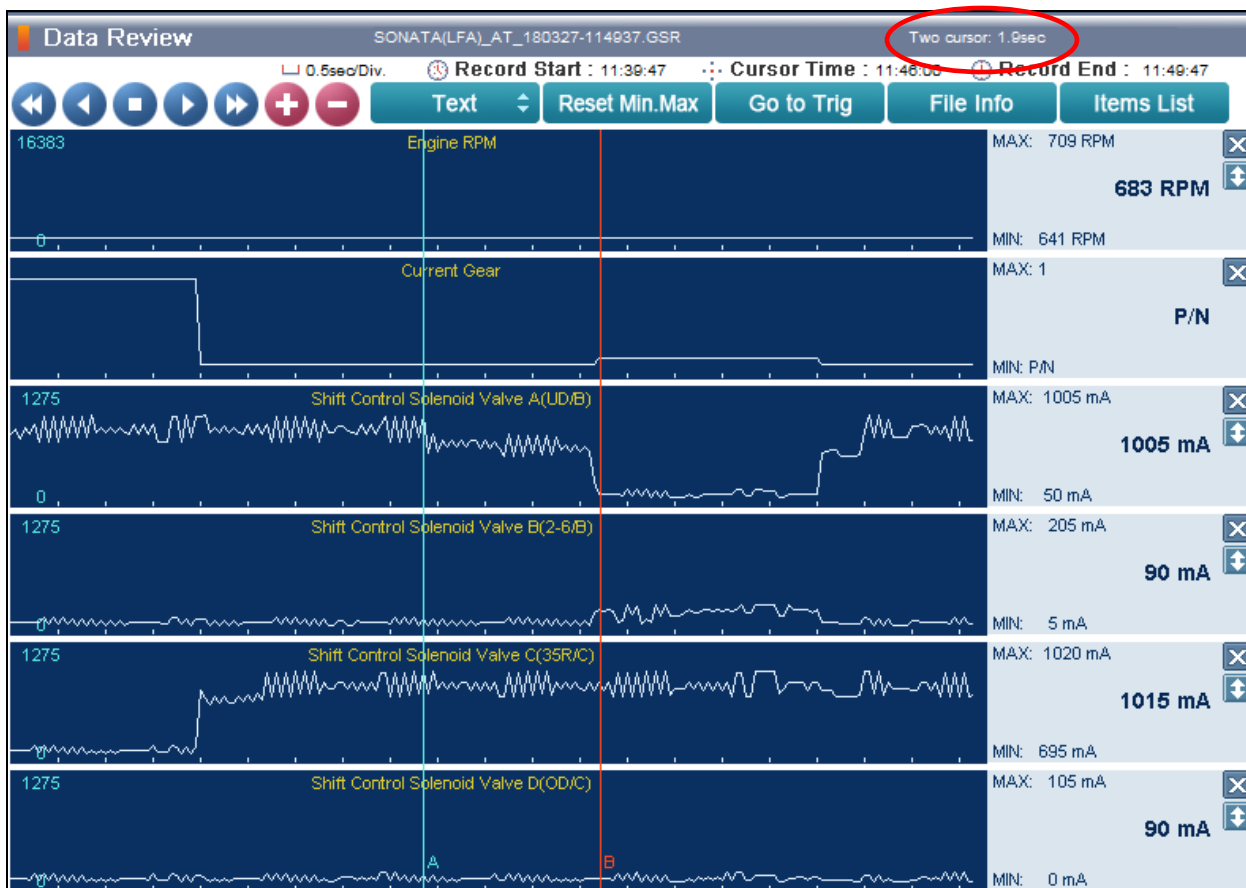 Data Review SONATA(LFA)_AT_180327-114937.GSR Two cursor: 1.9sec
0.5sec/Div. Record Start : 11:39:47 Cursor Time : 11:46:06 Record End : 11:49:47
Text Reset Min.Max Go to Trig File Info Items List
16383 Engine RPM MAX: 709 RPM
683 RPM
0 MIN: 641 RPM
Current Gear MAX: 1
P/N
MIN: P/N
1275 Shift Control Solenoid Valve A(UD/B) MAX: 1005 mA
1005 mA
0 MIN: 50 mA
1275 Shift Control Solenoid Valve B(2-6/B) MAX: 205 mA
90 mA
0 MIN: 5 mA
1275 Shift Control Solenoid Valve C(35R/C) MAX: 1020 mA
1015 mA
0 MIN: 695 mA
1275 Shift Control Solenoid Valve D(OD/C) MAX: 105 mA
90 mA
A B
0 MIN: 0 mA